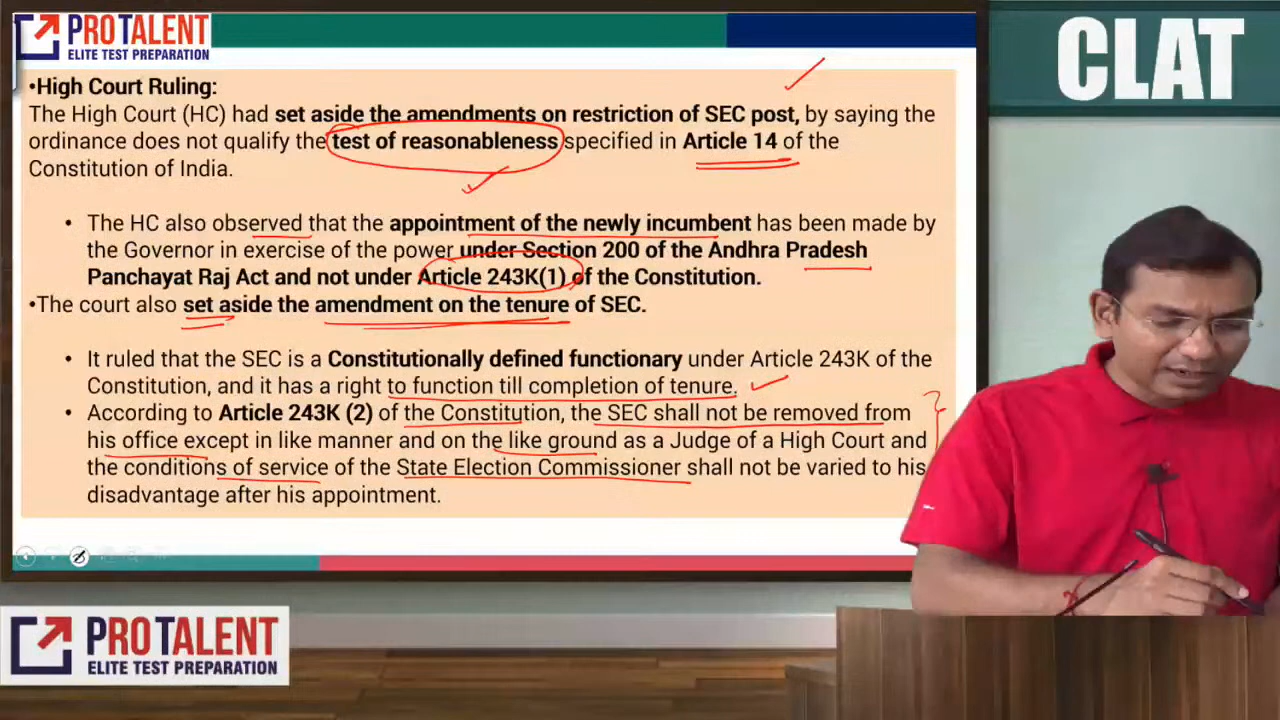 PROTALENT
ELITE TEST PREPARATION
CLAT
•High Court Ruling:
The High Court (HC) had set aside the amendments on restriction of SEC post, by saying the
ordinance does not qualify the test of reasonableness specified in Article 14 of the
Constitution of India.
• The HC also observed that the appointment of the newly incumbent has been made by
the Governor in exercise of the power under Section 200 of the Andhra Pradesh
Panchayat Raj Act and not under Article 243K(1) of the Constitution.
•The court also set aside the amendment on the tenure of SEC.
• It ruled that the SEC is a Constitutionally defined functionary under Article 243K of the
Constitution, and it has a right to function till completion of tenure.
• According to Article 243K (2) of the Constitution, the SEC shall not be removed from
his office except in like manner and on the like ground as a Judge of a High Court and
the conditions of service of the State Election Commissioner shall not be varied to his
disadvantage after his appointment.
PROTALENT
ELITE TEST PREPARATION